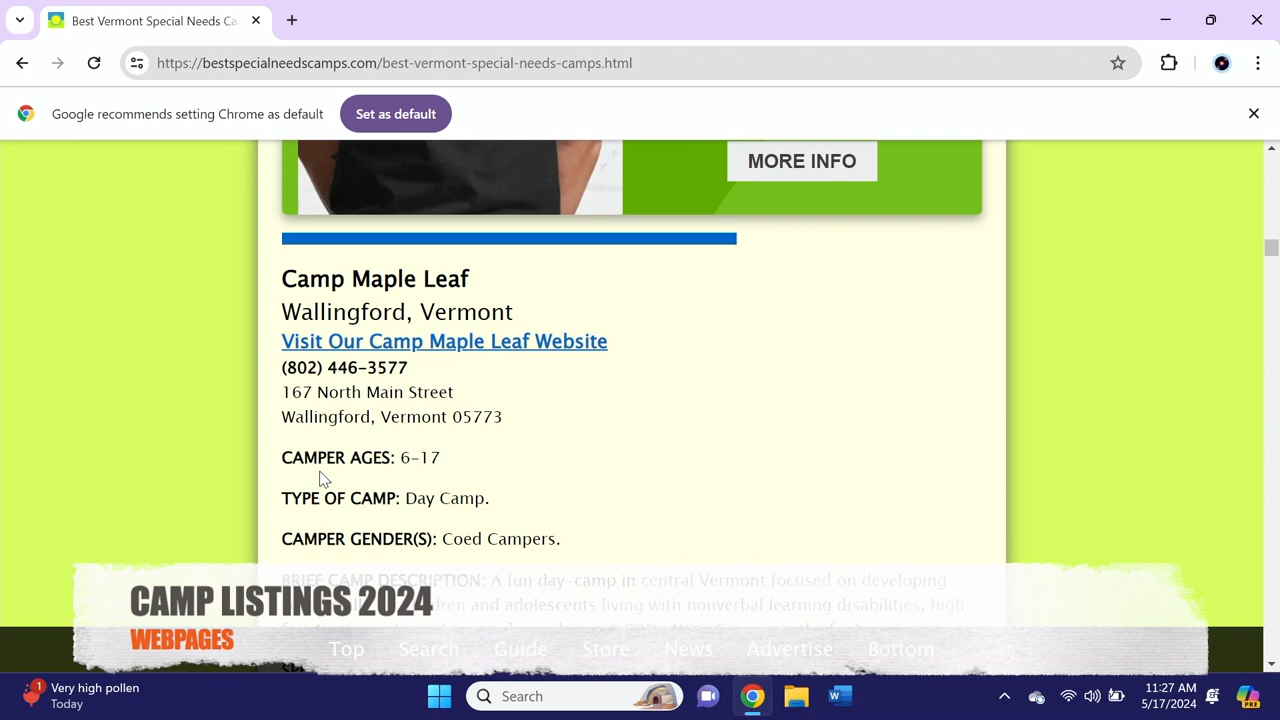 Best Vermont Special Needs Ca
https://bestspecialneedscamps.com/best-vermont-special-needs-camps.html
Google recommends setting Chrome as default
Set as default
MORE INFO
Camp Maple Leaf
Wallingford, Vermont
Visit Our Camp Maple Leaf Website
(802) 446-3577
167 North Main Street
Wallingford, Vermont 05773
CAMPER AGES: 6-17
TYPE OF CAMP: Day Camp.
CAMPER GENDER(S): Coed Campers.
BRIEF CAMP DESCRIPTION: A fun day-camp in central Vermont focused on developing
children and adolescents living with nonverbal learning disabilities, high
CAMP LISTINGS 2024
WEBPAGES
Top Search Guide Store News Advertise Bottom
1
Very high pollen
Today
Search
W
PRE
11:27 AM
5/17/2024